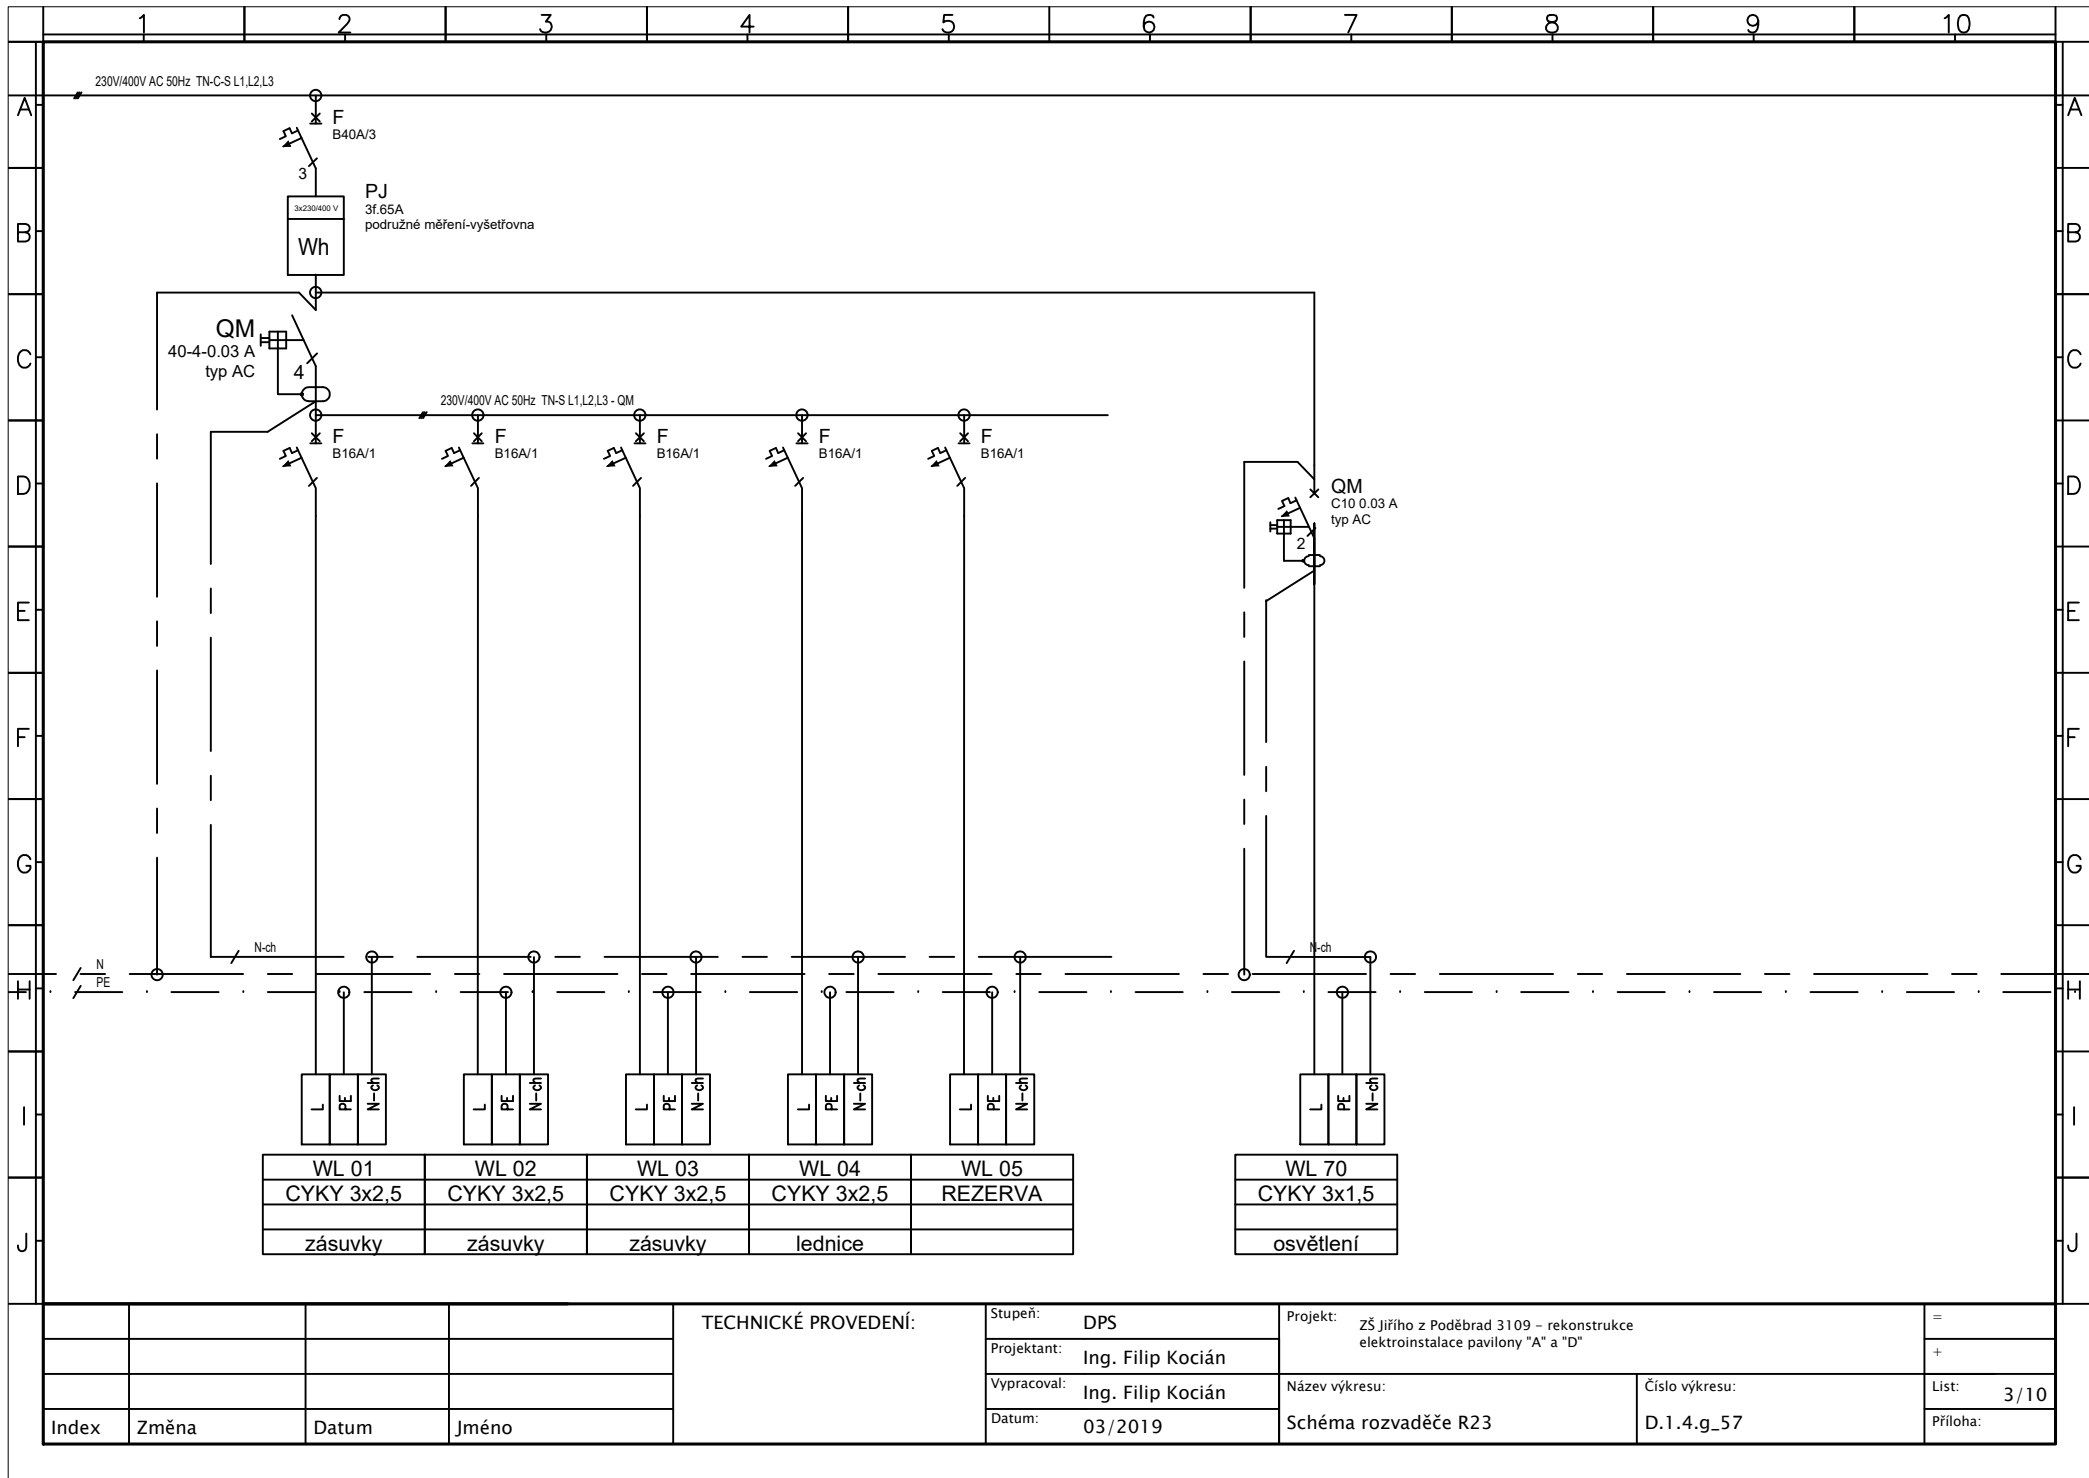 1 2 3 4 5 6 7 8 9 10
230V/400V AC 50Hz TN-C-S L1,L2,L3
A A
F
B40A/3
3
PJ
3f.65A
podružné měření-vyšetřovna
3x230/400 V
Wh
B B
QM
40-4-0.03 A
typ AC
4
C C
230V/400V AC 50Hz TN-S L1,L2,L3 - QM
F F F F F
B16A/1 B16A/1 B16A/1 B16A/1 B16A/1
D D
QM
C10 0.03 A
typ AC
2
E E
F F
G G
N-ch N-ch
N
PE
H H
L PE N-ch L PE N-ch L PE N-ch L PE N-ch L PE N-ch L PE N-ch
I I
WL 01 WL 02 WL 03 WL 04 WL 05 WL 70
CYKY 3x2,5 CYKY 3x2,5 CYKY 3x2,5 CYKY 3x2,5 REZERVA CYKY 3x1,5
J J
zásuvky zásuvky zásuvky lednice osvětlení
TECHNICKÉ PROVEDENÍ:
Stupeň: DPS
Projektant: Ing. Filip Kocián
Vypracoval: Ing. Filip Kocián
Datum: 03/2019
Projekt: ZŠ Jiřího z Poděbrad 3109 - rekonstrukce
elektroinstalace pavilony "A" a "D"
=
+
Název výkresu:
Schéma rozvaděče R23
Číslo výkresu:
D.1.4.g_57
List: 3/10
Příloha:
Index Změna Datum Jméno